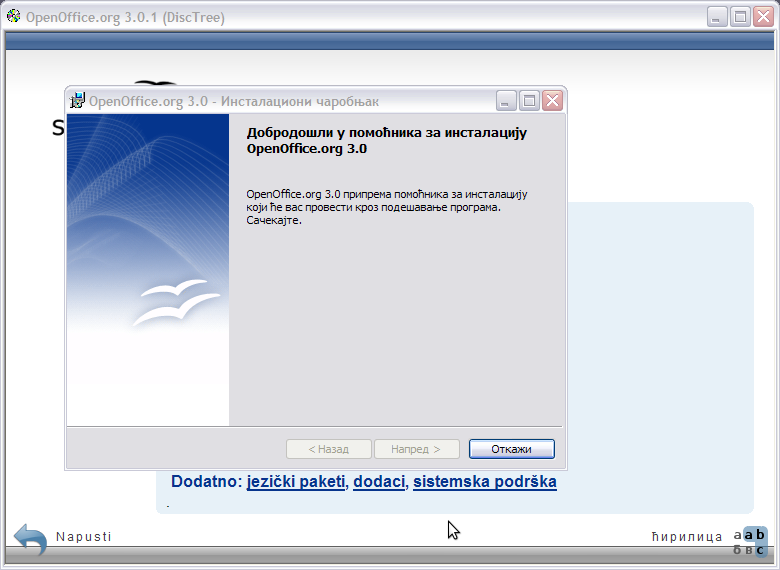 OpenOffice.org 3.0.1 (DiscTree)
S
OpenOffice.org 3.0 - Инсталациони чаробњак
Добродошли у помоћника за инсталацију
OpenOffice.org 3.0
OpenOffice.org 3.0 припрема помоћника за инсталацију
који ће вас провести кроз подешавање програма.
Сачекајте.
< Назад
Напред >
Откажи
Dodatno: jezički paketi, dodaci, sistemska podrška
.
Napusti
ћирилица
a a b
б в c